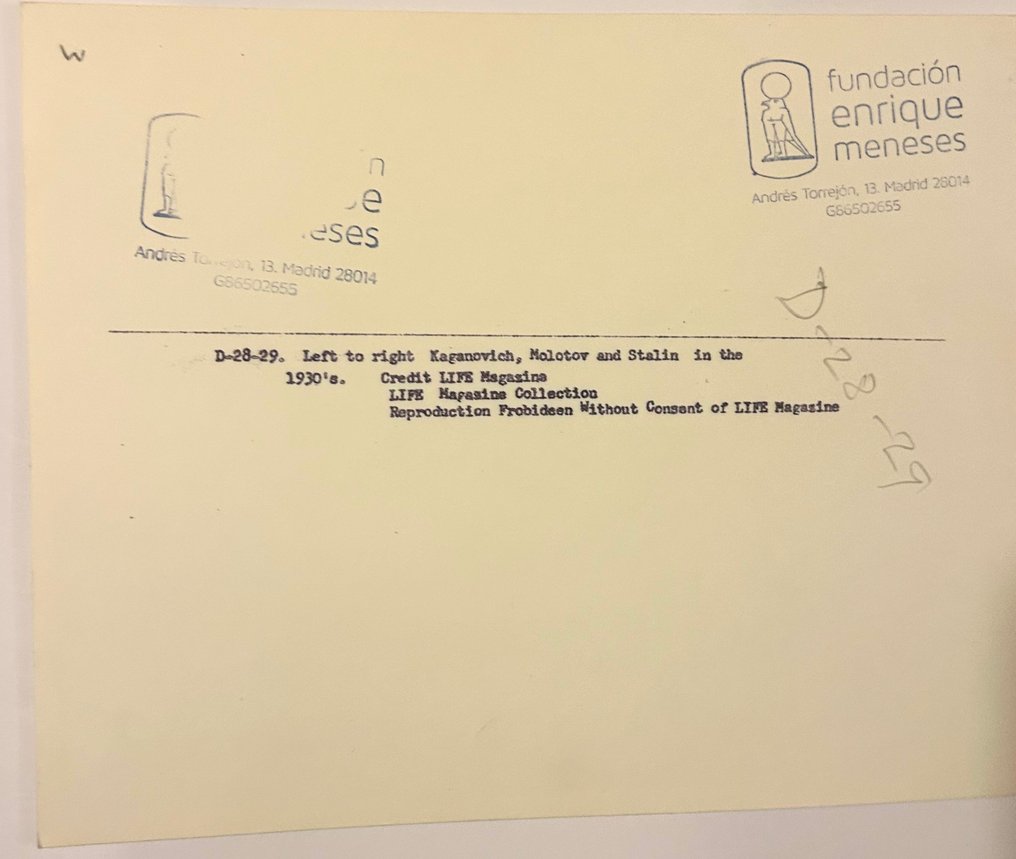 W
fundación
enrique
meneses
Andrés Torrejón, 13. Madrid 28014
G86502655
n
e
eses
Andrés Torrejón, 13. Madrid 28014
G86502655
D-28-29
D-28-29. Left to right Kaganovich, Molotov and Stalin in the
1930's. Credit LIFE Magazine
LIFE Magazine Collection
Reproduction Frobideen Without Consent of LIFE Magazine